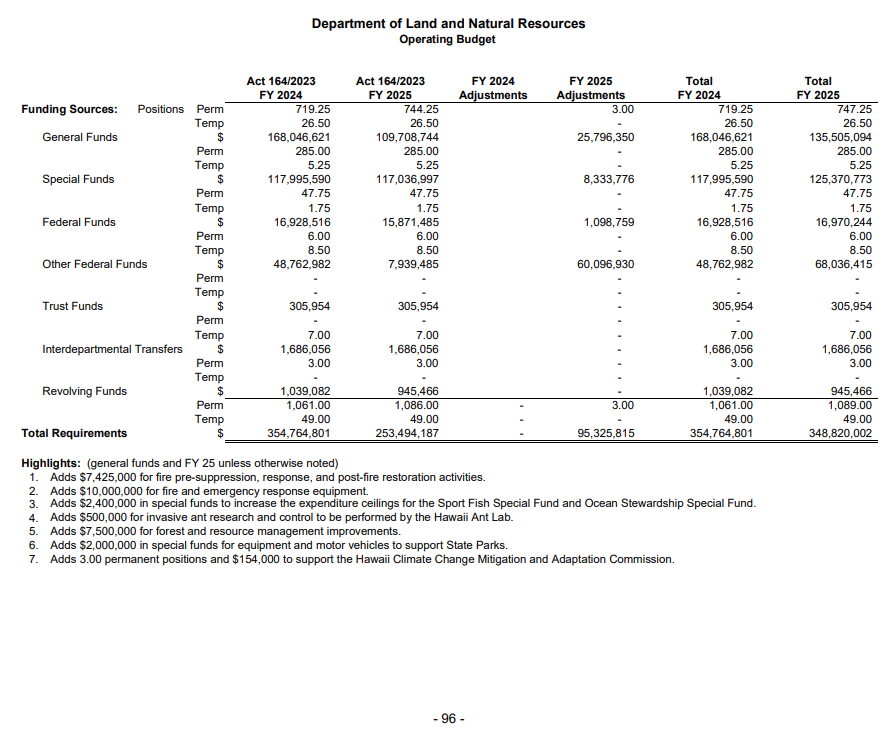 Department of Land and Natural Resources
Operating Budget
Act 164/2023 Act 164/2023 FY 2024 FY 2025 Total Total
FY 2024 FY 2025 Adjustments Adjustments FY 2024 FY 2025
Funding Sources: Positions Perm 719.25 744.25 3.00 719.25 747.25
Temp 26.50 26.50 - 26.50 26.50
General Funds $ 168,046,621 109,708,744 25,796,350 168,046,621 135,505,094
Perm 285.00 285.00 - 285.00 285.00
Temp 5.25 5.25 - 5.25 5.25
Special Funds $ 117,995,590 117,036,997 8,333,776 117,995,590 125,370,773
Perm 47.75 47.75 - 47.75 47.75
Temp 1.75 1.75 - 1.75 1.75
Federal Funds $ 16,928,516 15,871,485 1,098,759 16,928,516 16,970,244
Perm 6.00 6.00 - 6.00 6.00
Temp 8.50 8.50 - 8.50 8.50
Other Federal Funds $ 48,762,982 7,939,485 60,096,930 48,762,982 68,036,415
Perm - - - - -
Temp - - - - -
Trust Funds $ 305,954 305,954 - 305,954 305,954
Perm - - - - -
Temp 7.00 7.00 - 7.00 7.00
Interdepartmental Transfers $ 1,686,056 1,686,056 - 1,686,056 1,686,056
Perm 3.00 3.00 - 3.00 3.00
Temp - - - - -
Revolving Funds $ 1,039,082 945,466 - 1,039,082 945,466
Perm 1,061.00 1,086.00 - 3.00 1,061.00 1,089.00
Temp 49.00 49.00 - - 49.00 49.00
Total Requirements $ 354,764,801 253,494,187 - 95,325,815 354,764,801 348,820,002
Highlights: (general funds and FY 25 unless otherwise noted)
1. Adds $7,425,000 for fire pre-suppression, response, and post-fire restoration activities.
2. Adds $10,000,000 for fire and emergency response equipment.
3. Adds $2,400,000 in special funds to increase the expenditure ceilings for the Sport Fish Special Fund and Ocean Stewardship Special Fund.
4. Adds $500,000 for invasive ant research and control to be performed by the Hawaii Ant Lab.
5. Adds $7,500,000 for forest and resource management improvements.
6. Adds $2,000,000 in special funds for equipment and motor vehicles to support State Parks.
7. Adds 3.00 permanent positions and $154,000 to support the Hawaii Climate Change Mitigation and Adaptation Commission.
- 96 -